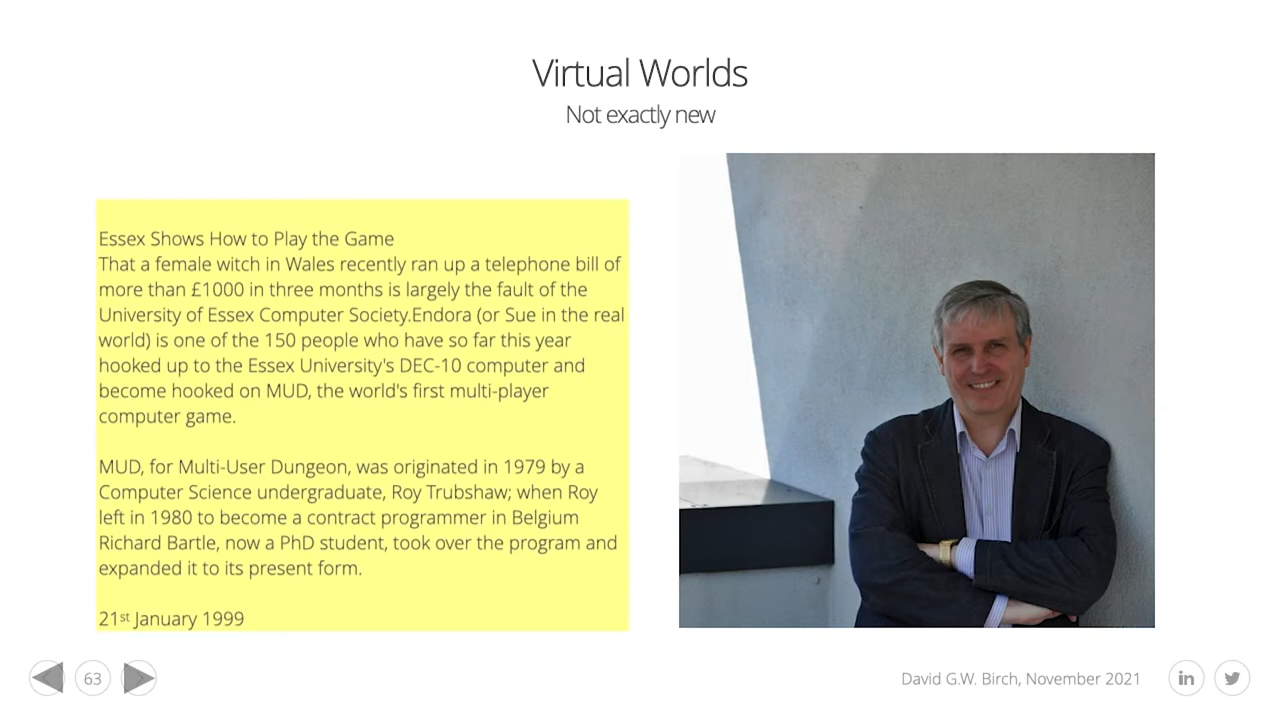 Virtual Worlds
Not exactly new
Essex Shows How to Play the Game
That a female witch in Wales recently ran up a telephone bill of
more than £1000 in three months is largely the fault of the
University of Essex Computer Society.Endora (or Sue in the real
world) is one of the 150 people who have so far this year
hooked up to the Essex University's DEC-10 computer and
become hooked on MUD, the world's first multi-player
computer game.
MUD, for Multi-User Dungeon, was originated in 1979 by a
Computer Science undergraduate, Roy Trubshaw; when Roy
left in 1980 to become a contract programmer in Belgium
Richard Bartle, now a PhD student, took over the program and
expanded it to its present form.
21st January 1999
63
David G.W. Birch, November 2021
in